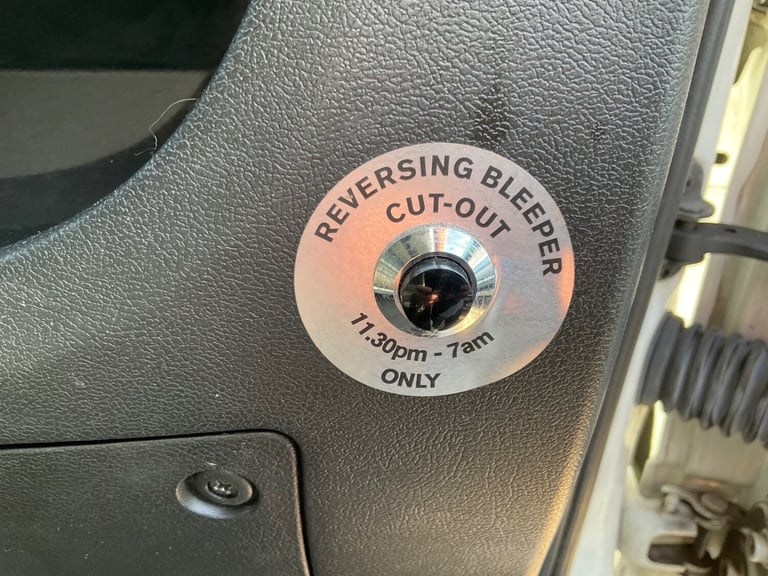 REVERSING BLEEPER
CUT-OUT
11.30pm - 7am
ONLY